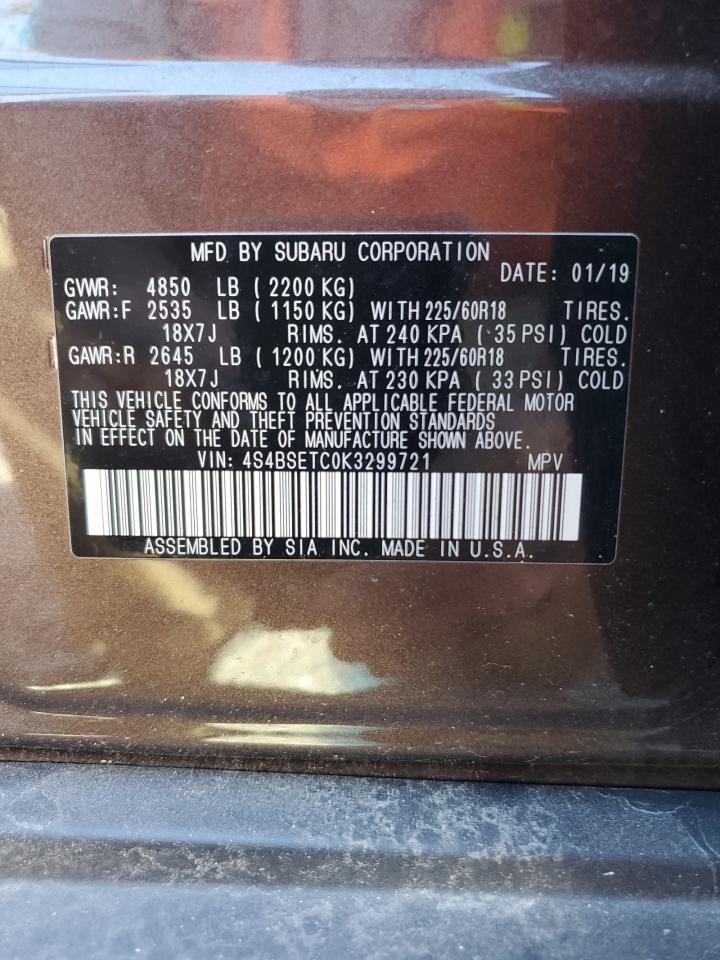 MFD BY SUBARU CORPORATION
DATE: 01/19
GVWR: 4850 LB ( 2200 KG)
GAWR:F 2535 LB ( 1150 KG) WITH 225/60R18 TIRES.
18X7J RIMS. AT 240 KPA ( 35 PSI) COLD
GAWR:R 2645 LB ( 1200 KG) WITH 225/60R18 TIRES.
18X7J RIMS. AT 230 KPA ( 33 PSI) COLD
THIS VEHICLE CONFORMS TO ALL APPLICABLE FEDERAL MOTOR
VEHICLE SAFETY AND THEFT PREVENTION STANDARDS
IN EFFECT ON THE DATE OF MANUFACTURE SHOWN ABOVE.
VIN: 4S4BSETC0K3299721 MPV
ASSEMBLED BY SIA INC. MADE IN U.S.A.